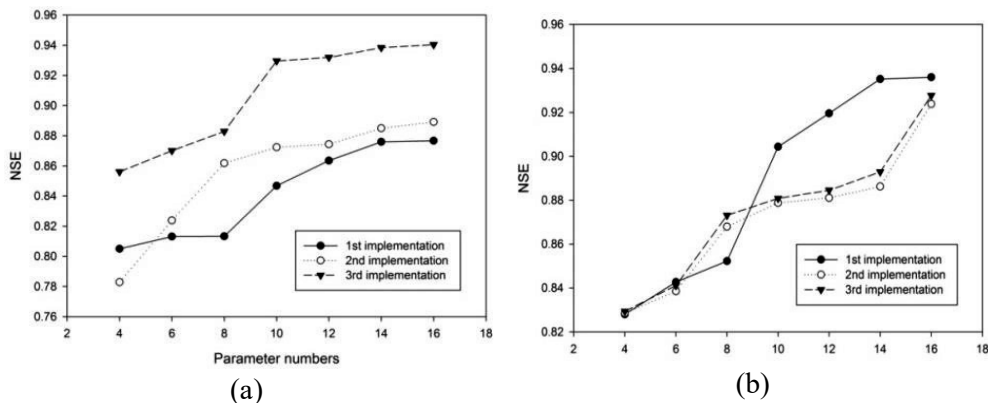 0.96
0.94
0.92
0.90
0.88
0.86
0.84
0.82
0.80
0.78
0.76
NSE
1st implementation
2nd implementation
3rd implementation
2 4 6 8 10 12 14 16 18
Parameter numbers
(a)
0.96
0.94
0.92
0.90
0.88
0.86
0.84
0.82
NSE
1st implementation
2nd implementation
3rd implementation
2 4 6 8 10 12 14 16 18
(b)